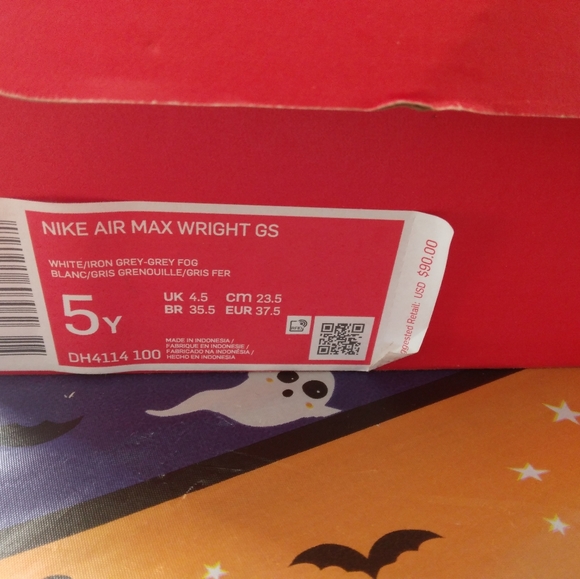 NIKE AIR MAX WRIGHT GS
WHITE/IRON GREY-GREY FOG
BLANC/GRIS GRENOUILLE/GRIS FER
5Y
UK 4.5 cm 23.5
BR 35.5 EUR 37.5
DH4114 100
MADE IN INDONESIA/
FABRIQUE EN INDONESIE/
FABRICADO NA INDONÉSIA/
HECHO EN INDONESIA
Retail: USD $90.00